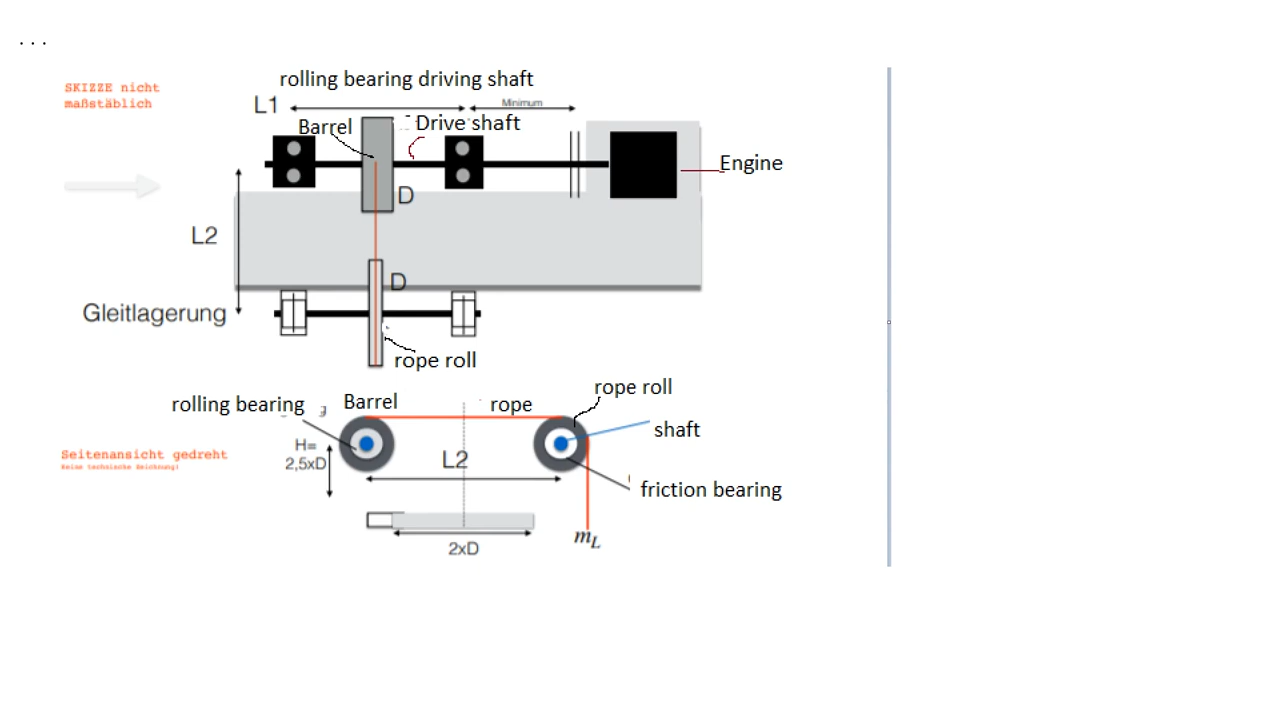 ...
SKIZZE nicht
maßstäblich
rolling bearing driving shaft
L1
Minimum
Barrel
Drive shaft
Engine
D
L2
D
Gleitlagerung
rope roll
rolling bearing
Barrel
rope
rope roll
shaft
H=
2,5xD
L2
Seitenansicht gedreht
Keine technische Zeichnung!
friction bearing
2xD
mL